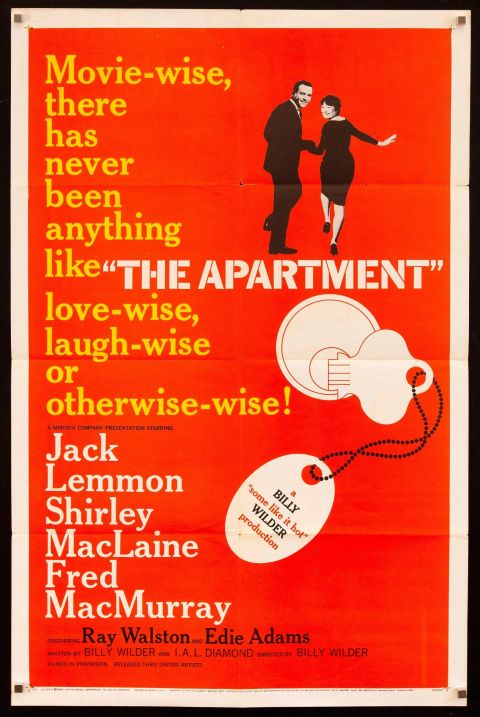 Movie-wise,
there
has
never
been
anything
like "THE APARTMENT"
love-wise,
laugh-wise
or
otherwise-wise!
A MIRISCH COMPANY PRESENTATION STARRING
Jack
Lemmon
Shirley
MacLaine
Fred
MacMurray
a
BILLY
"some like it hot"
WILDER
production
COSTARRING Ray Walston AND Edie Adams
WRITTEN BY BILLY WILDER AND I.A.L. DIAMOND DIRECTED BY BILLY WILDER
FILMED IN PANAVISION RELEASED THRU UNITED ARTISTS